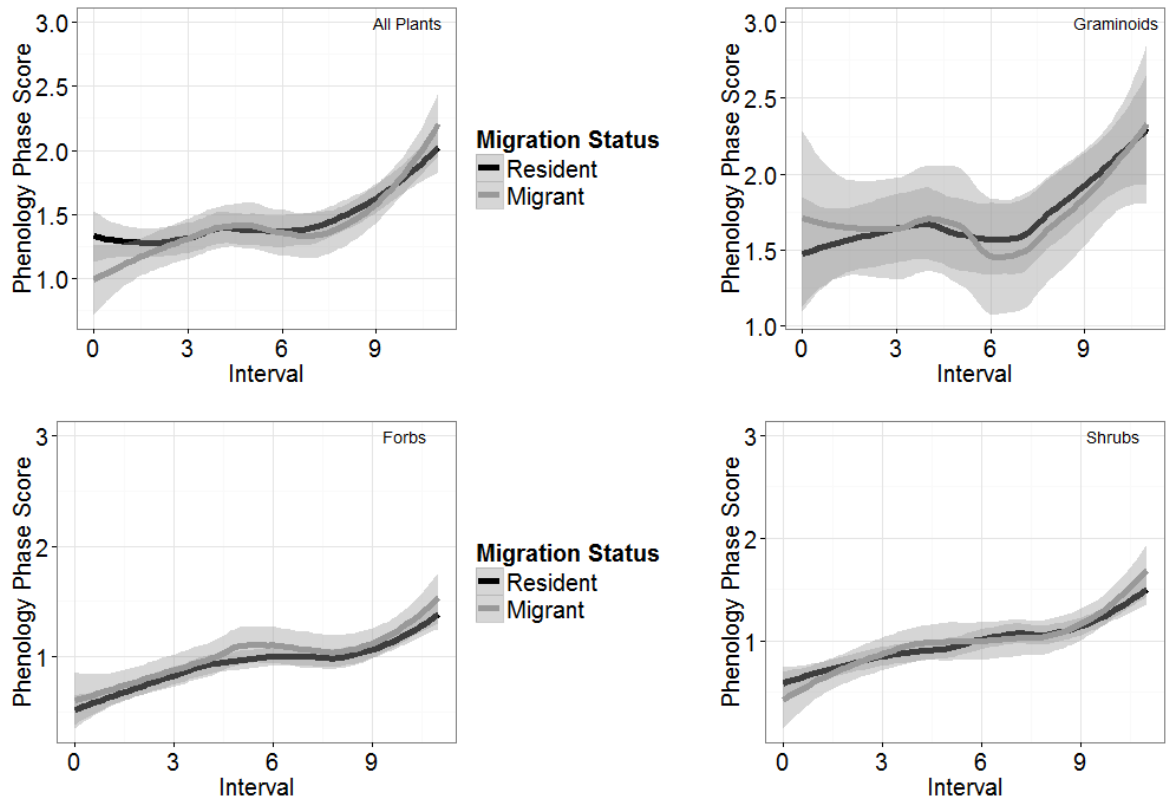 All Plants
Phenology Phase Score
3.0
2.5
2.0
1.5
1.0
0 3 6 9
Interval
Migration Status
Resident
Migrant
Graminoids
Phenology Phase Score
3.0
2.5
2.0
1.5
1.0
0 3 6 9
Interval
Forbs
Phenology Phase Score
3
2
1
0 3 6 9
Interval
Migration Status
Resident
Migrant
Shrubs
Phenology Phase Score
3
2
1
0 3 6 9
Interval